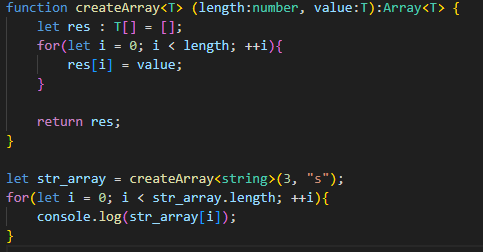 function createArray<T> (length:number, value:T):Array<T> {
    let res : T[] = [];
    for(let i = 0; i < length; ++i){
        res[i] = value;
    }

    return res;
}

let str_array = createArray<string>(3, "s");
for(let i = 0; i < str_array.length; ++i){
    console.log(str_array[i]);
}